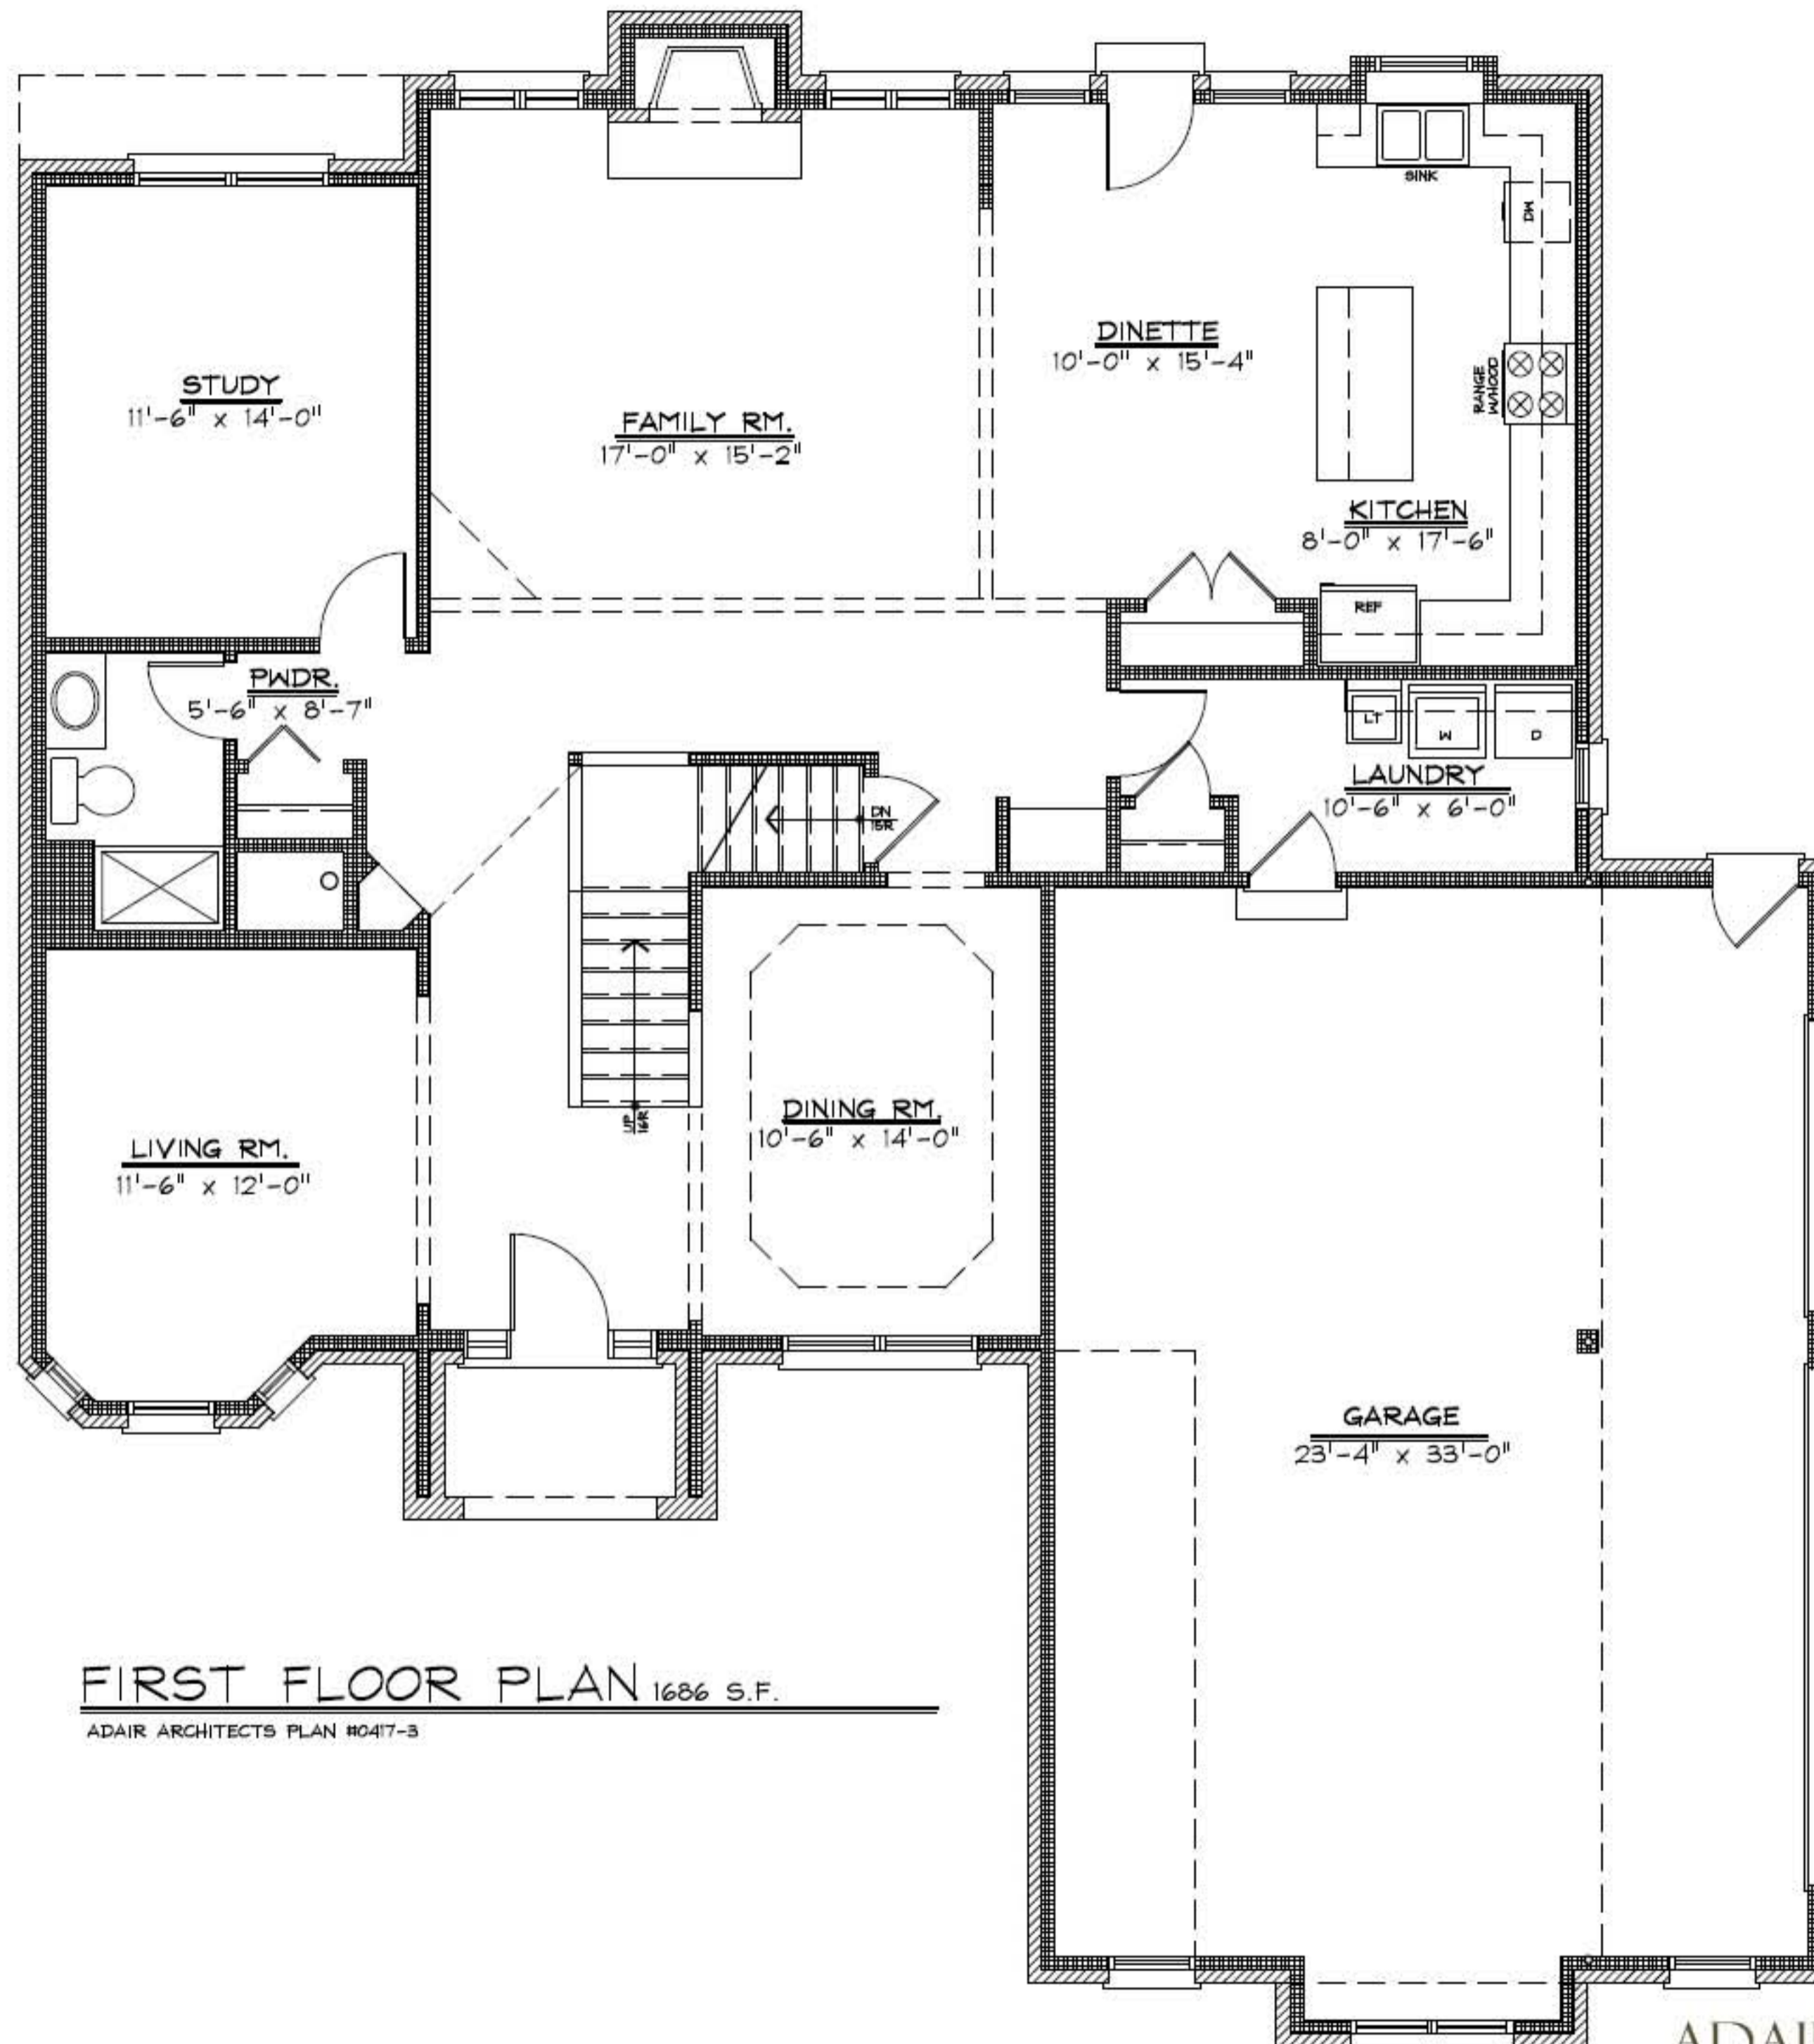 SINK
DW
DINETTE
10'-0" x 15'-4"
RANGE
W/HOOD
STUDY
11'-6" x 14'-0"
FAMILY RM.
17'-0" x 15'-2"
KITCHEN
8'-0" x 17'-6"
REF
PWDR.
5'-6" x 8'-7"
LT
W
D
LAUNDRY
10'-6" x 6'-0"
DN
15R
UP
16R
DINING RM.
10'-6" x 14'-0"
LIVING RM.
11'-6" x 12'-0"
GARAGE
23'-4" x 33'-0"
FIRST FLOOR PLAN 1686 S.F.
ADAIR ARCHITECTS PLAN #0417-3